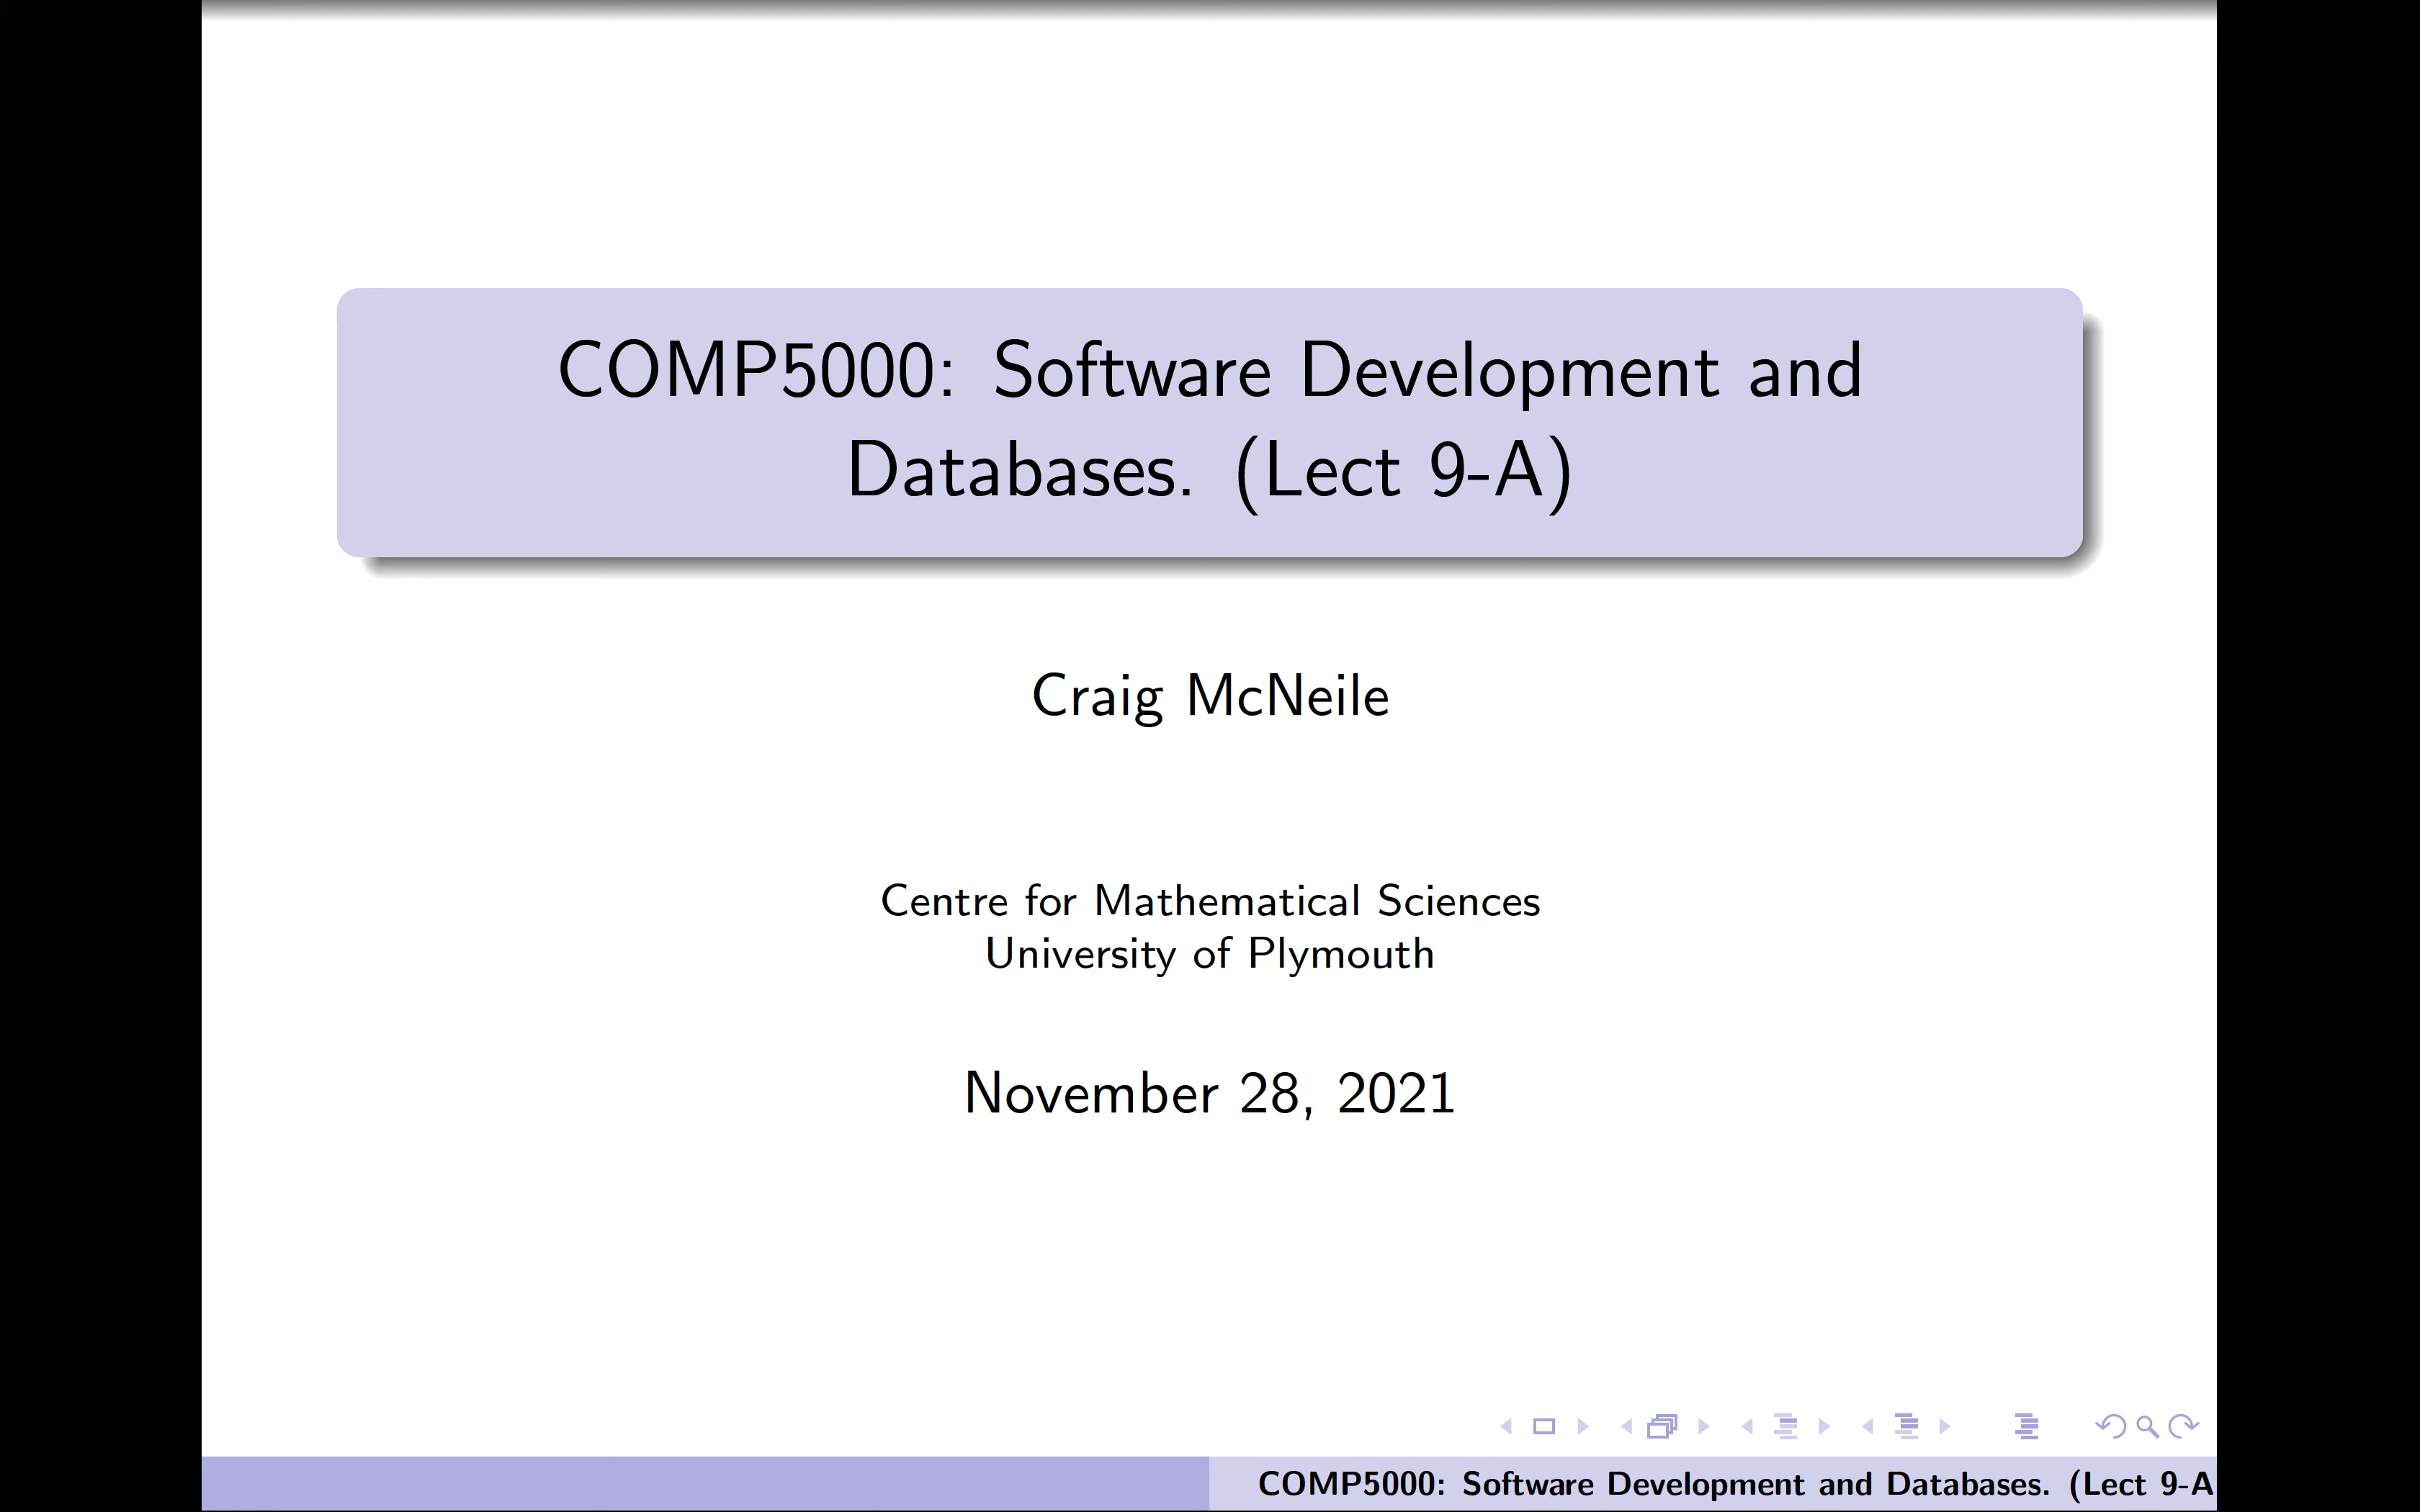 COMP5000: Software Development and
Databases. (Lect 9-A)
Craig McNeile
Centre for Mathematical Sciences
University of Plymouth
November 28, 2021
COMP5000: Software Development and Databases. (Lect 9-A